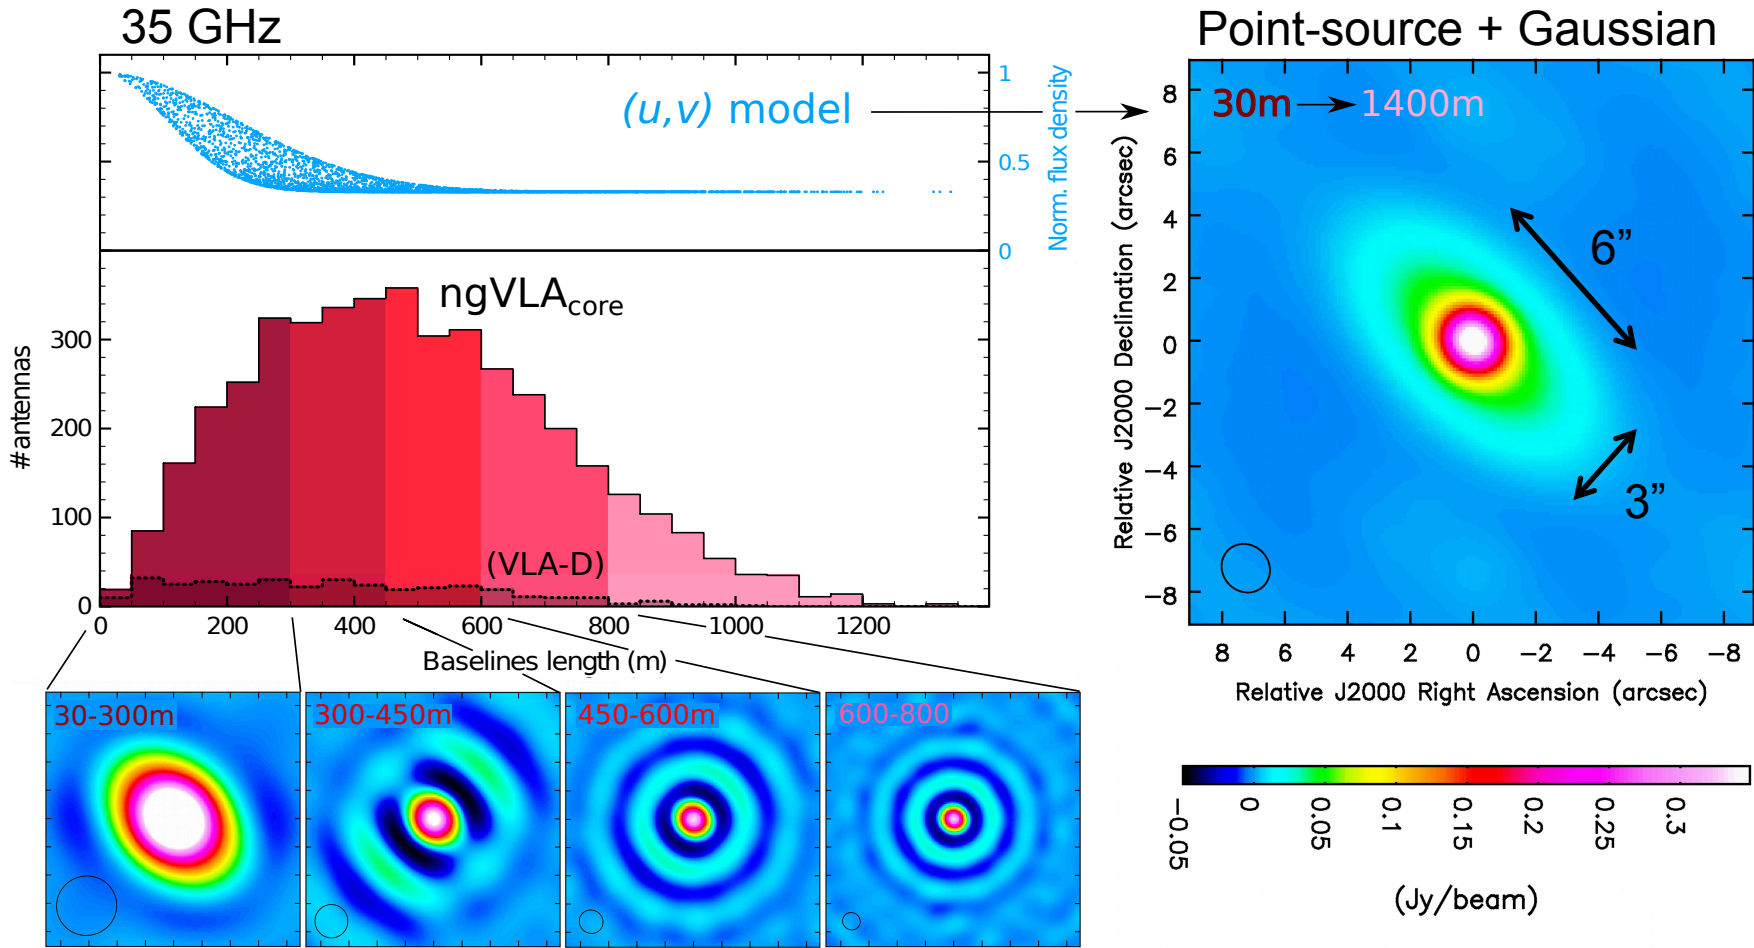 35 GHz
Point-source + Gaussian
(u,v) model
1
0.5
0
Norm. flux density
ngVLAcore
(VLA-D)
300
200
100
0
#antennas
0 200 400 600 800 1000 1200
Baselines length (m)
30-300m
300-450m
450-600m
600-800
30m 1400m
6”
3”
8
6
4
2
0
−2
−4
−6
−8
Relative J2000 Declination (arcsec)
8 6 4 2 0 −2 −4 −6 −8
Relative J2000 Right Ascension (arcsec)
−0.05 0 0.05 0.1 0.15 0.2 0.25 0.3
(Jy/beam)